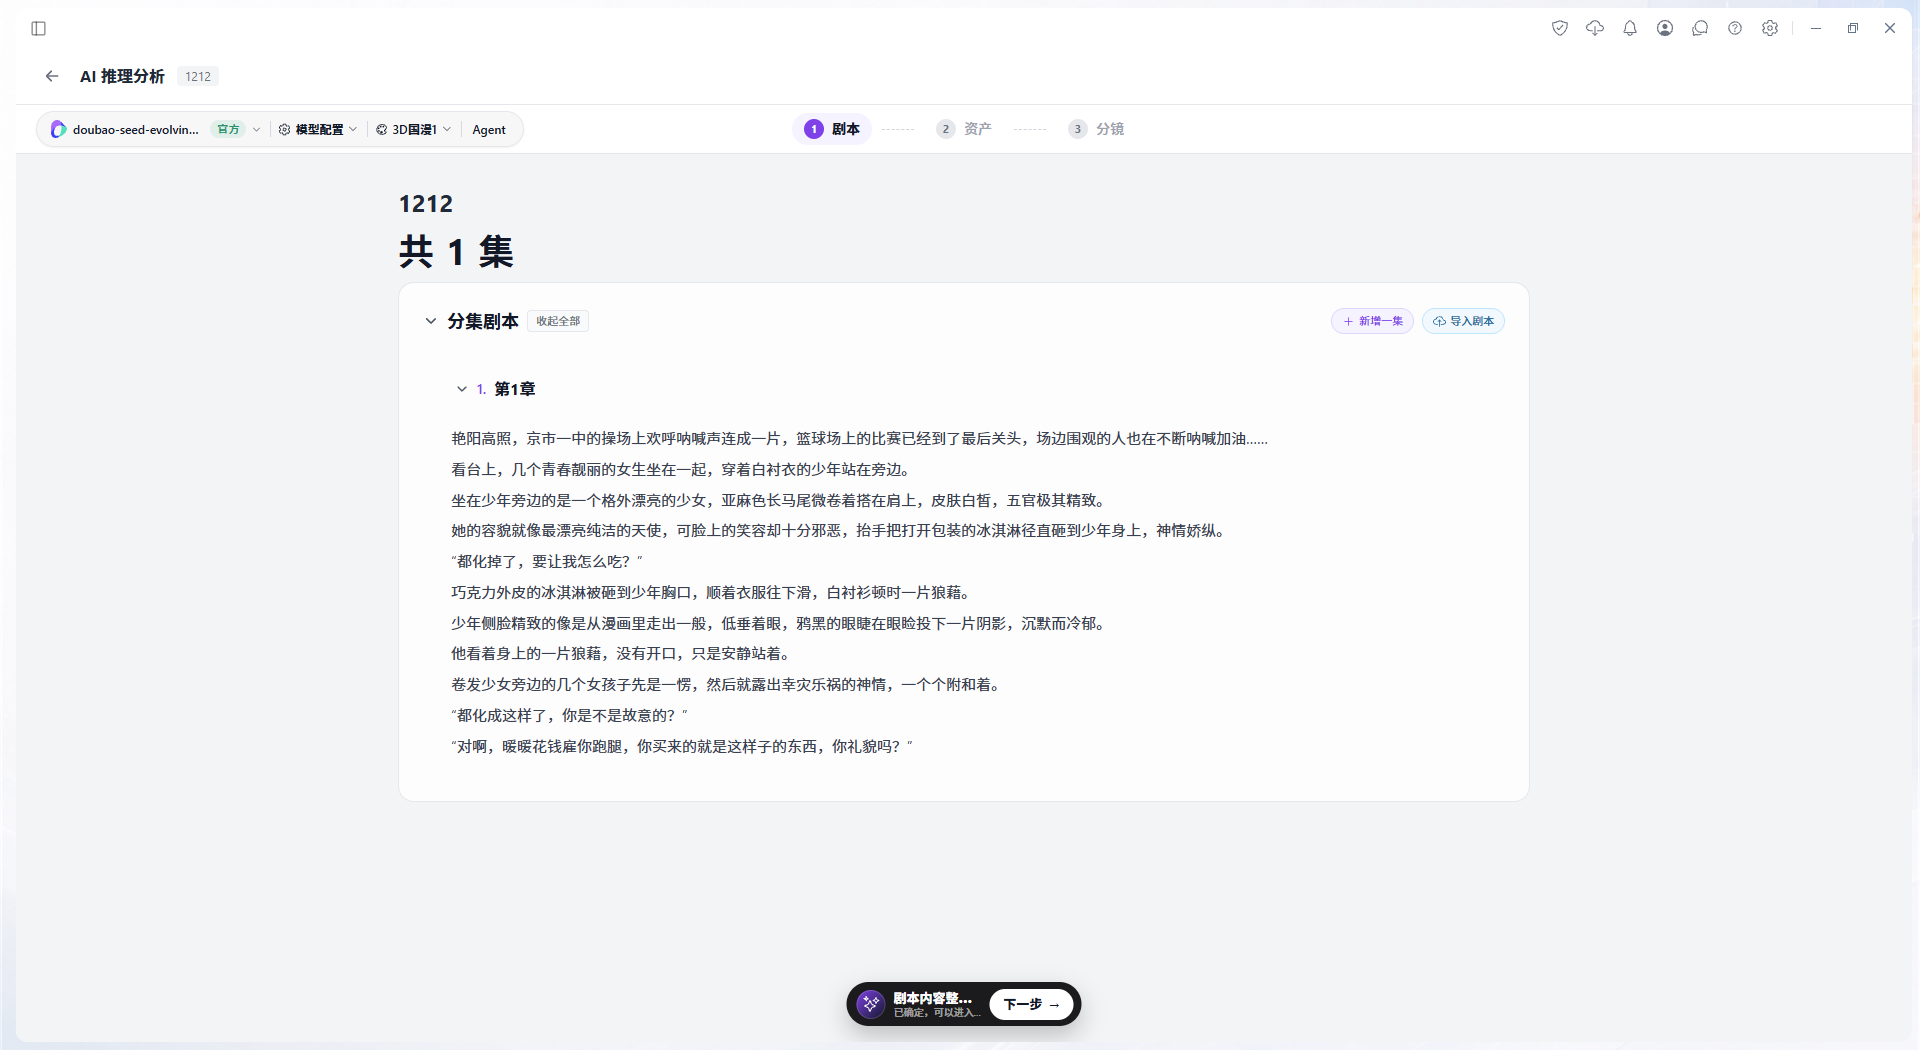 AI 推理分析 1212
doubao-seed-evolvin... 官方 模型配置 3D国漫1 Agent
1 剧本 2 资产 3 分镜
1212
共 1 集
分集剧本 收起全部 新增一集 导入剧本
1. 第1章
艳阳高照，京市一中的操场上欢呼呐喊声连成一片，篮球场上的比赛已经到了最后关头，场边围观的人也在不断呐喊加油......
看台上，几个青春靓丽的女生坐在一起，穿着白衬衣的少年站在旁边。
坐在少年旁边的是一个格外漂亮的少女，亚麻色长马尾微卷着搭在肩上，皮肤白皙，五官极其精致。
她的容貌就像最漂亮纯洁的天使，可脸上的笑容却十分邪恶，抬手把打开包装的冰淇淋径直砸到少年身上，神情娇纵。
“都化掉了，要让我怎么吃？”
巧克力外皮的冰淇淋被砸到少年胸口，顺着衣服往下滑，白衬衫顿时一片狼藉。
少年侧脸精致的像是从漫画里走出一般，低垂着眼，鸦黑的眼睫在眼睑投下一片阴影，沉默而冷郁。
他看着身上的一片狼藉，没有开口，只是安静站着。
卷发少女旁边的几个女孩子先是一愣，然后就露出幸灾乐祸的神情，一个个附和着。
“都化成这样了，你是不是故意的？”
“对啊，暖暖花钱雇你跑腿，你买来的就是这样子的东西，你礼貌吗？”
剧本内容整...
已确定，可以进入...
下一步 →